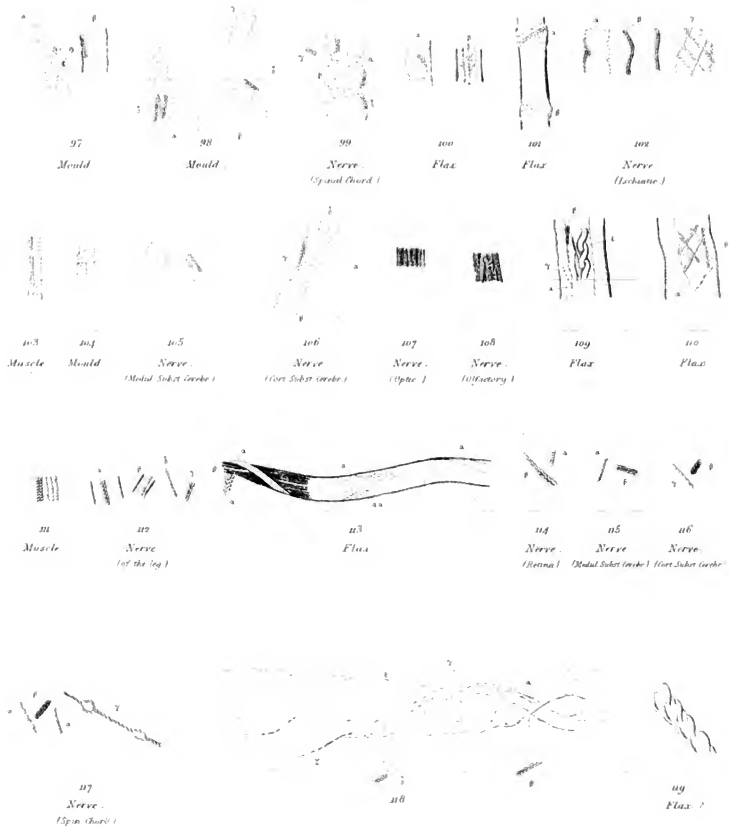 97
Mould
98
Mould
99
Nerve.
(Spinal Chord.)
100
Flax
101
Flax
102
Nerve
(Ischiatic.)
103
Muscle
104
Mould
105
Nerve.
(Medul Subst Cerebr.)
106
Nerve
(Cort Subst Cerebr.)
107
Nerve.
(Optic.)
108
Nerve.
(Olfactory)
109
Flax
110
Flax
111
Muscle
112
Nerve
(of the leg)
113
Flax
114
Nerve.
(Retina)
115
Nerve
(Medul Subst Cerebr)
116
Nerve.
(Cort Subst Cerebr
117
Nerve.
(Spin Chord)
118
119
Flax ?